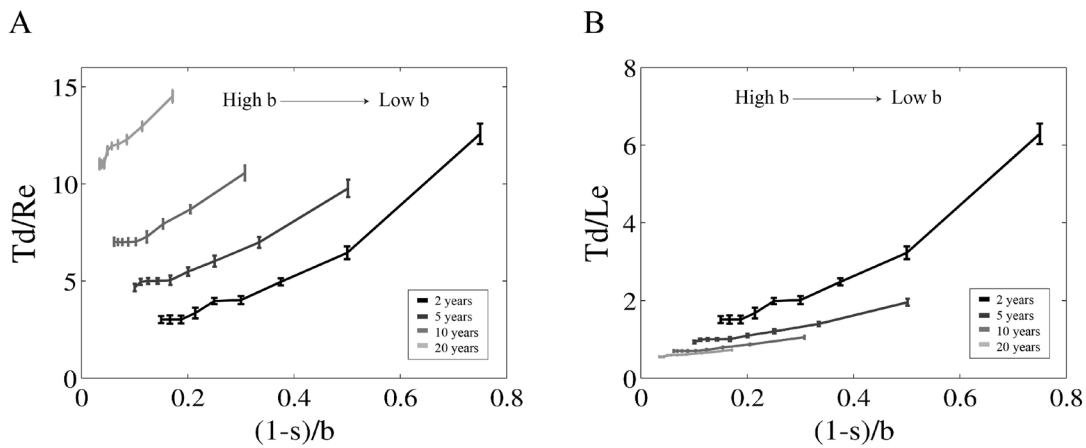 A
B
15
10
5
0
Td/Re
High b
Low b
2 years
5 years
10 years
20 years
0
0.2
0.4
0.6
0.8
(1-s)/b
8
6
4
2
0
Td/Le
High b
Low b
2 years
5 years
10 years
20 years
0
0.2
0.4
0.6
0.8
(1-s)/b